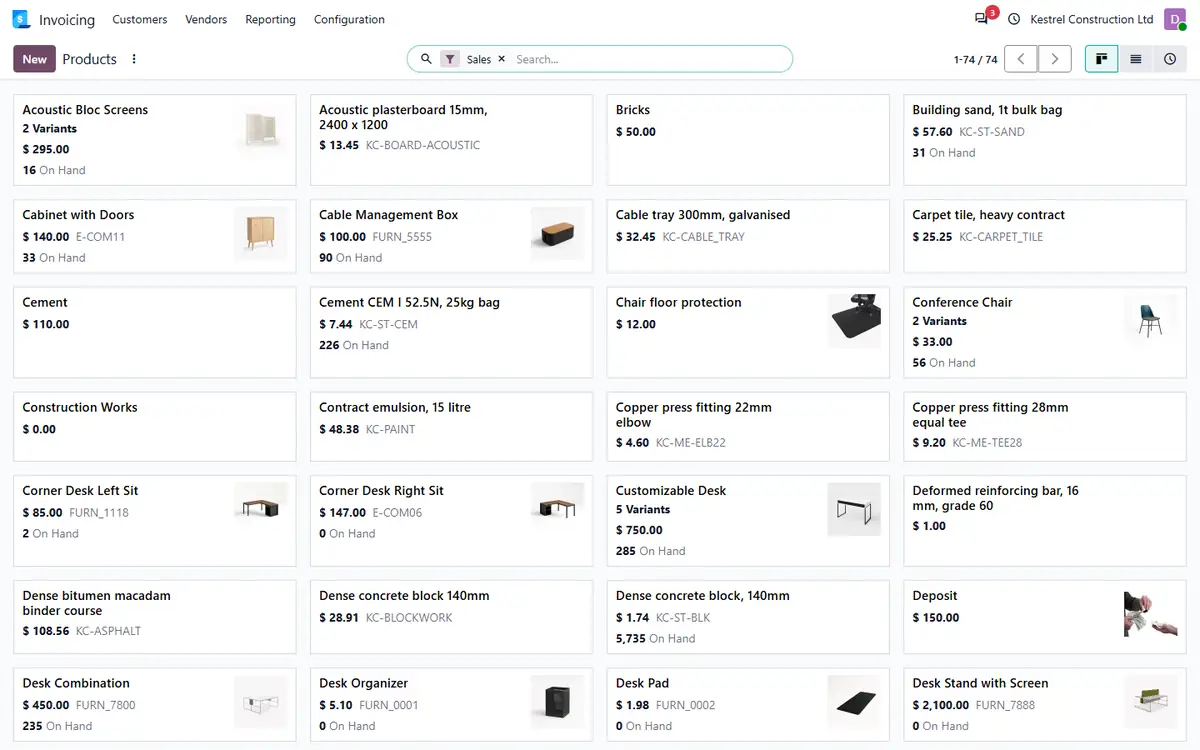 Invoicing Customers Vendors Reporting Configuration 3 Kestrel Construction Ltd D
New Products Sales × Search... 1-74 / 74
Acoustic Bloc Screens
2 Variants
$ 295.00
16 On Hand
Acoustic plasterboard 15mm,
2400 x 1200
$ 13.45 KC-BOARD-ACOUSTIC
Bricks
$ 50.00
Building sand, 1t bulk bag
$ 57.60 KC-ST-SAND
31 On Hand
Cabinet with Doors
$ 140.00 E-COM11
33 On Hand
Cable Management Box
$ 100.00 FURN_5555
90 On Hand
Cable tray 300mm, galvanised
$ 32.45 KC-CABLE_TRAY
Carpet tile, heavy contract
$ 25.25 KC-CARPET_TILE
Cement
$ 110.00
Cement CEM I 52.5N, 25kg bag
$ 7.44 KC-ST-CEM
226 On Hand
Chair floor protection
$ 12.00
Conference Chair
2 Variants
$ 33.00
56 On Hand
Construction Works
$ 0.00
Contract emulsion, 15 litre
$ 48.38 KC-PAINT
Copper press fitting 22mm
elbow
$ 4.60 KC-ME-ELB22
Copper press fitting 28mm
equal tee
$ 9.20 KC-ME-TEE28
Corner Desk Left Sit
$ 85.00 FURN_1118
2 On Hand
Corner Desk Right Sit
$ 147.00 E-COM06
0 On Hand
Customizable Desk
5 Variants
$ 750.00
285 On Hand
Deformed reinforcing bar, 16
mm, grade 60
$ 1.00
Dense bitumen macadam
binder course
$ 108.56 KC-ASPHALT
Dense concrete block 140mm
$ 28.91 KC-BLOCKWORK
Dense concrete block, 140mm
$ 1.74 KC-ST-BLK
5,735 On Hand
Deposit
$ 150.00
Desk Combination
$ 450.00 FURN_7800
235 On Hand
Desk Organizer
$ 5.10 FURN_0001
0 On Hand
Desk Pad
$ 1.98 FURN_0002
0 On Hand
Desk Stand with Screen
$ 2,100.00 FURN_7888
0 On Hand